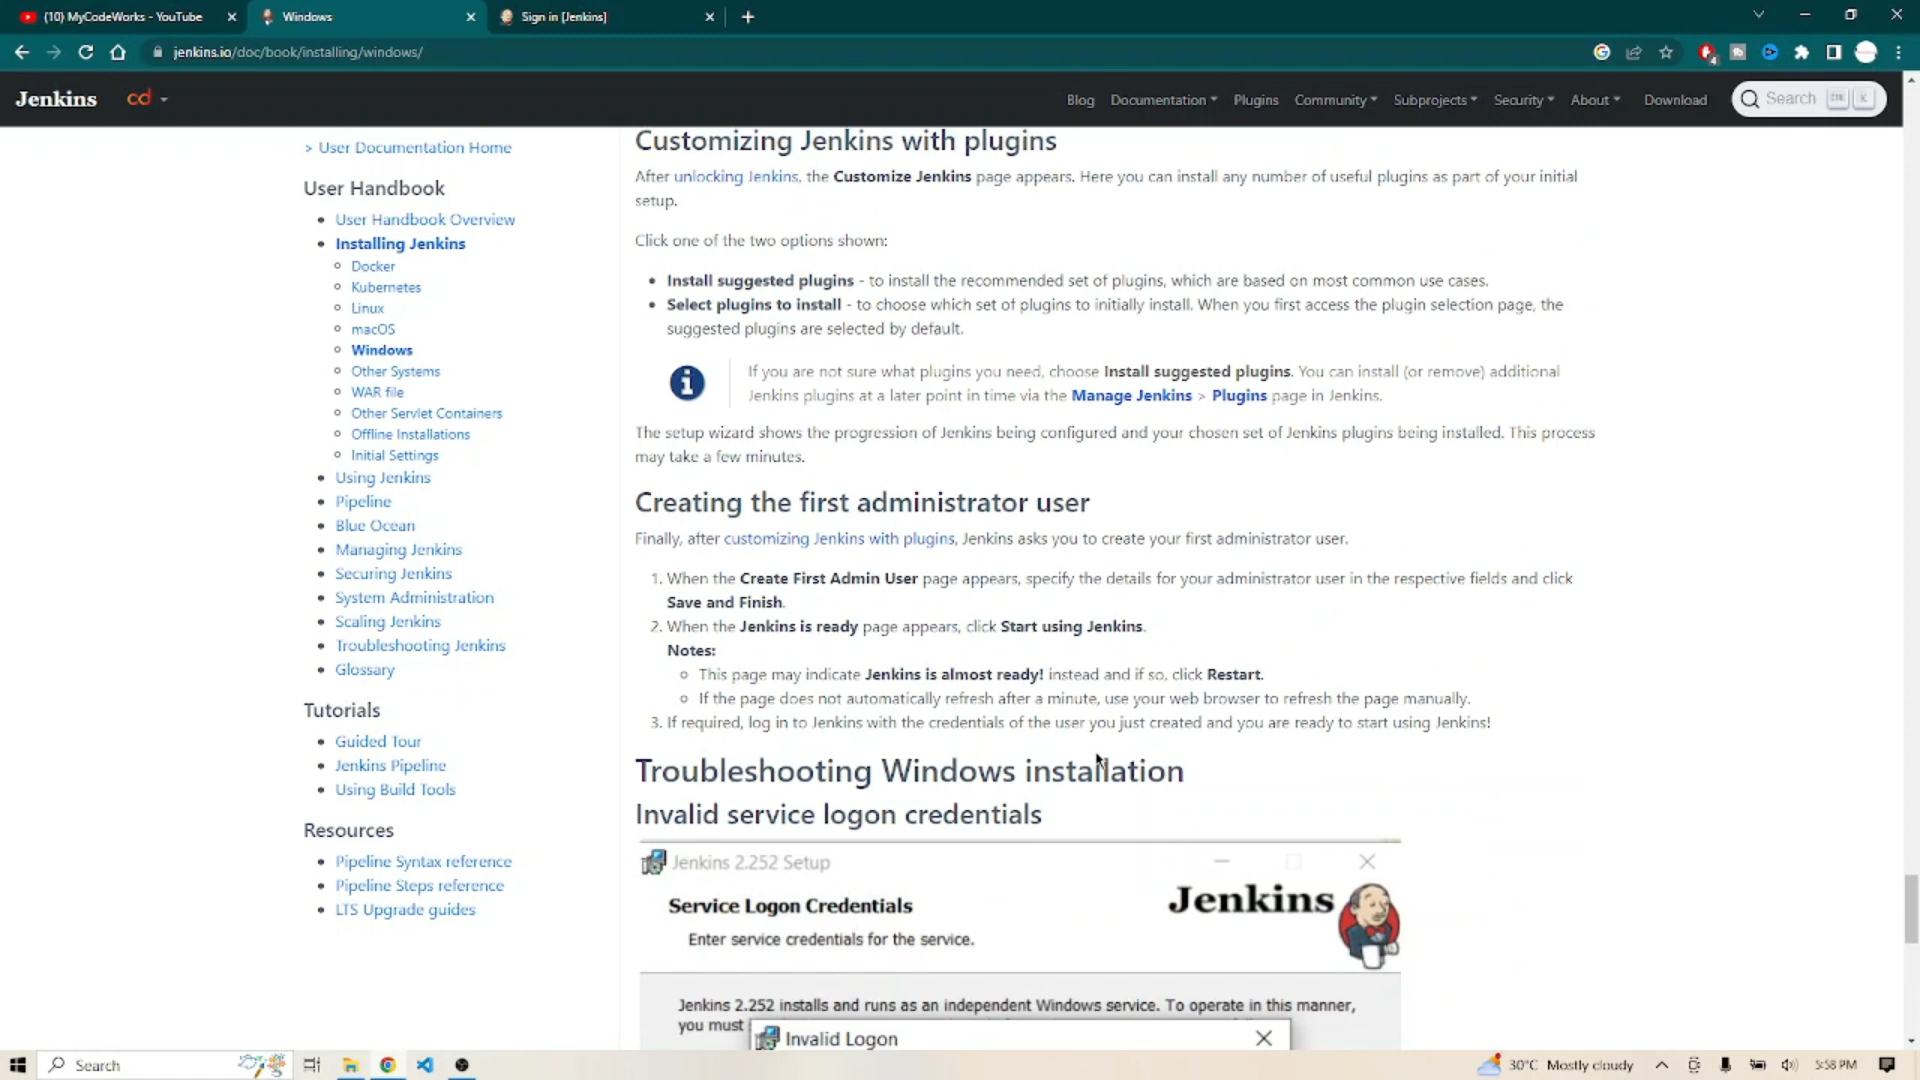 (10) MyCodeWorks - YouTube
Windows
Sign in [Jenkins]
jenkins.io/doc/book/installing/windows/
4
Jenkins
cd
Blog
Documentation
Plugins
Community
Subprojects
Security
About
Download
Search
K
> User Documentation Home
User Handbook
User Handbook Overview
Installing Jenkins
Docker
Kubernetes
Linux
macOS
Windows
Other Systems
WAR file
Other Servlet Containers
Offline Installations
Initial Settings
Using Jenkins
Pipeline
Blue Ocean
Managing Jenkins
Securing Jenkins
System Administration
Scaling Jenkins
Troubleshooting Jenkins
Glossary
Tutorials
Guided Tour
Jenkins Pipeline
Using Build Tools
Resources
Pipeline Syntax reference
Pipeline Steps reference
LTS Upgrade guides
Customizing Jenkins with plugins
After unlocking Jenkins, the Customize Jenkins page appears. Here you can install any number of useful plugins as part of your initial
setup.
Click one of the two options shown:
Install suggested plugins - to install the recommended set of plugins, which are based on most common use cases.
Select plugins to install - to choose which set of plugins to initially install. When you first access the plugin selection page, the
suggested plugins are selected by default.
If you are not sure what plugins you need, choose Install suggested plugins. You can install (or remove) additional
Jenkins plugins at a later point in time via the Manage Jenkins > Plugins page in Jenkins.
The setup wizard shows the progression of Jenkins being configured and your chosen set of Jenkins plugins being installed. This process
may take a few minutes.
Creating the first administrator user
Finally, after customizing Jenkins with plugins, Jenkins asks you to create your first administrator user.
1. When the Create First Admin User page appears, specify the details for your administrator user in the respective fields and click
Save and Finish.
2. When the Jenkins is ready page appears, click Start using Jenkins.
Notes:
This page may indicate Jenkins is almost ready! instead and if so, click Restart.
If the page does not automatically refresh after a minute, use your web browser to refresh the page manually.
3. If required, log in to Jenkins with the credentials of the user you just created and you are ready to start using Jenkins!
Troubleshooting Windows installation
Invalid service logon credentials
Jenkins 2.252 Setup
Service Logon Credentials
Enter service credentials for the service.
Jenkins
Jenkins 2.252 installs and runs as an independent Windows service. To operate in this manner,
you must
Invalid Logon
Search
30°C Mostly cloudy
5:58 PM